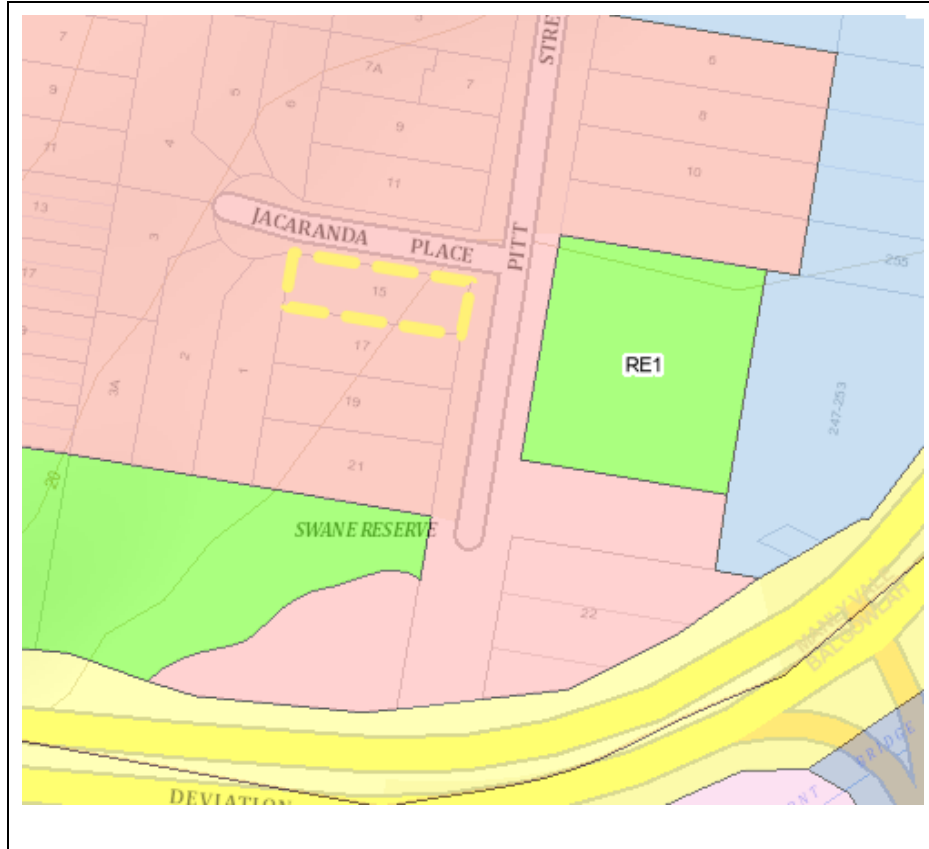 STRE
5
7
7A
7
6
9
5
6
8
9
11
4
10
11
13
3
JACARANDA PLACE
PITT
17
15
255
17
RE1
2
1
3A
19
247-253
21
20
SWANE RESERVE
22
MANLY VALE
BALGOWLAH
BRIDGE
DEVIATION